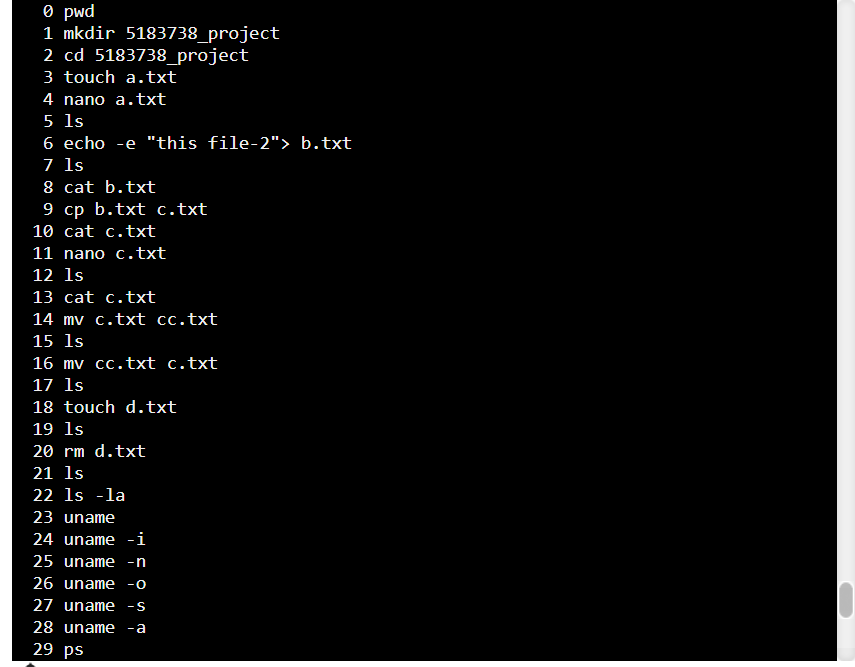 0 pwd
1 mkdir 5183738_project
2 cd 5183738_project
3 touch a.txt
4 nano a.txt
5 ls
6 echo -e "this file-2"> b.txt
7 ls
8 cat b.txt
9 cp b.txt c.txt
10 cat c.txt
11 nano c.txt
12 ls
13 cat c.txt
14 mv c.txt cc.txt
15 ls
16 mv cc.txt c.txt
17 ls
18 touch d.txt
19 ls
20 rm d.txt
21 ls
22 ls -la
23 uname
24 uname -i
25 uname -n
26 uname -o
27 uname -s
28 uname -a
29 ps